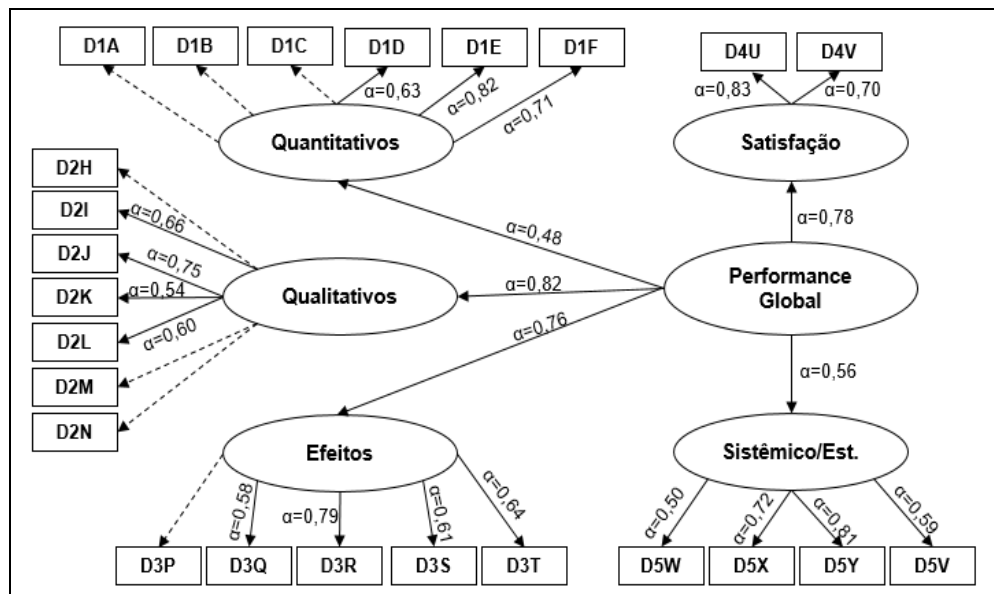 D1A
D1B
D1C
D1D
D1E
D1F
D4U
D4V
α=0,63
α=0,82
α=0,71
α=0,83
α=0,70
Quantitativos
Satisfação
D2H
D2I
D2J
D2K
D2L
D2M
D2N
α=0,66
α=0,75
α=0,54
α=0,60
Qualitativos
α=0,48
α=0,82
α=0,76
α=0,78
Performance
Global
α=0,56
Efeitos
Sistêmico/Est.
α=0,58
α=0,79
α=0,61
α=0,64
α=0,50
α=0,72
α=0,81
α=0,59
D3P
D3Q
D3R
D3S
D3T
D5W
D5X
D5Y
D5V